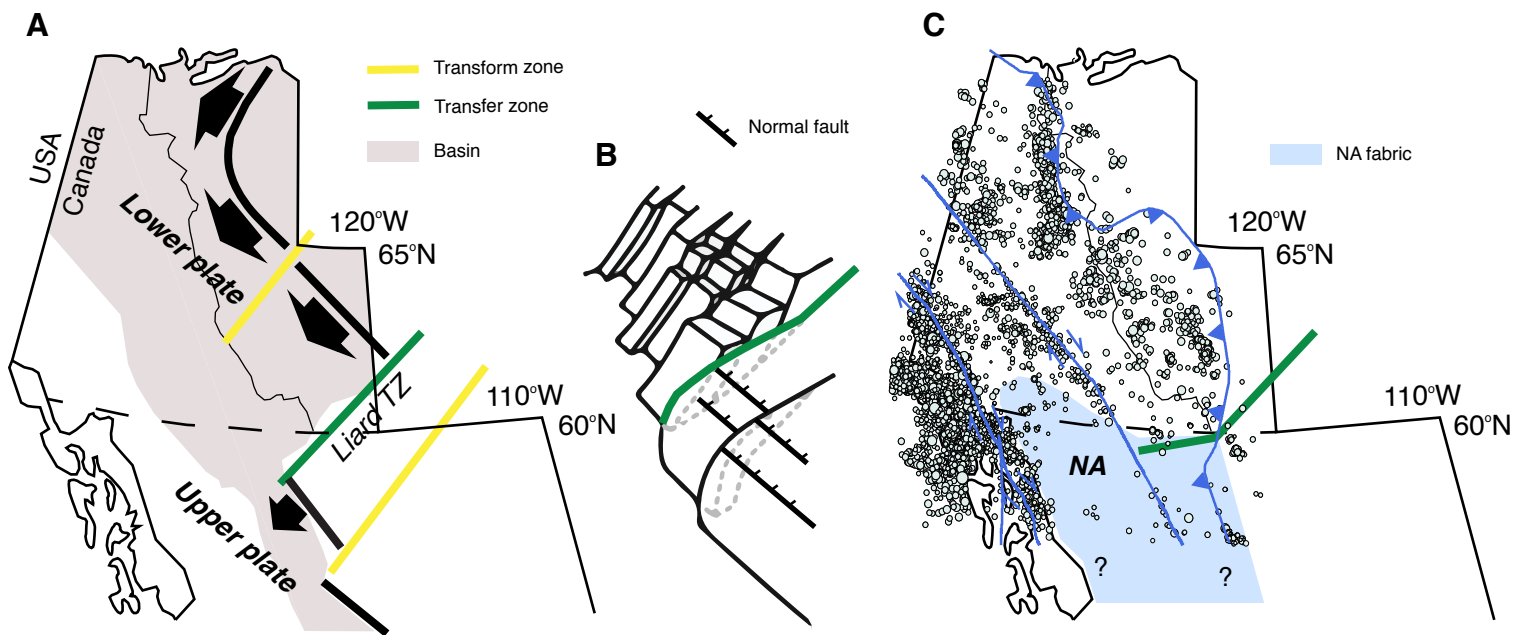 A
Transform zone
Transfer zone
Basin
USA
Canada
Lower plate
120°W
65°N
Liard TZ
110°W
60°N
Upper plate
B
Normal fault
C
NA fabric
120°W
65°N
110°W
60°N
NA
?
?